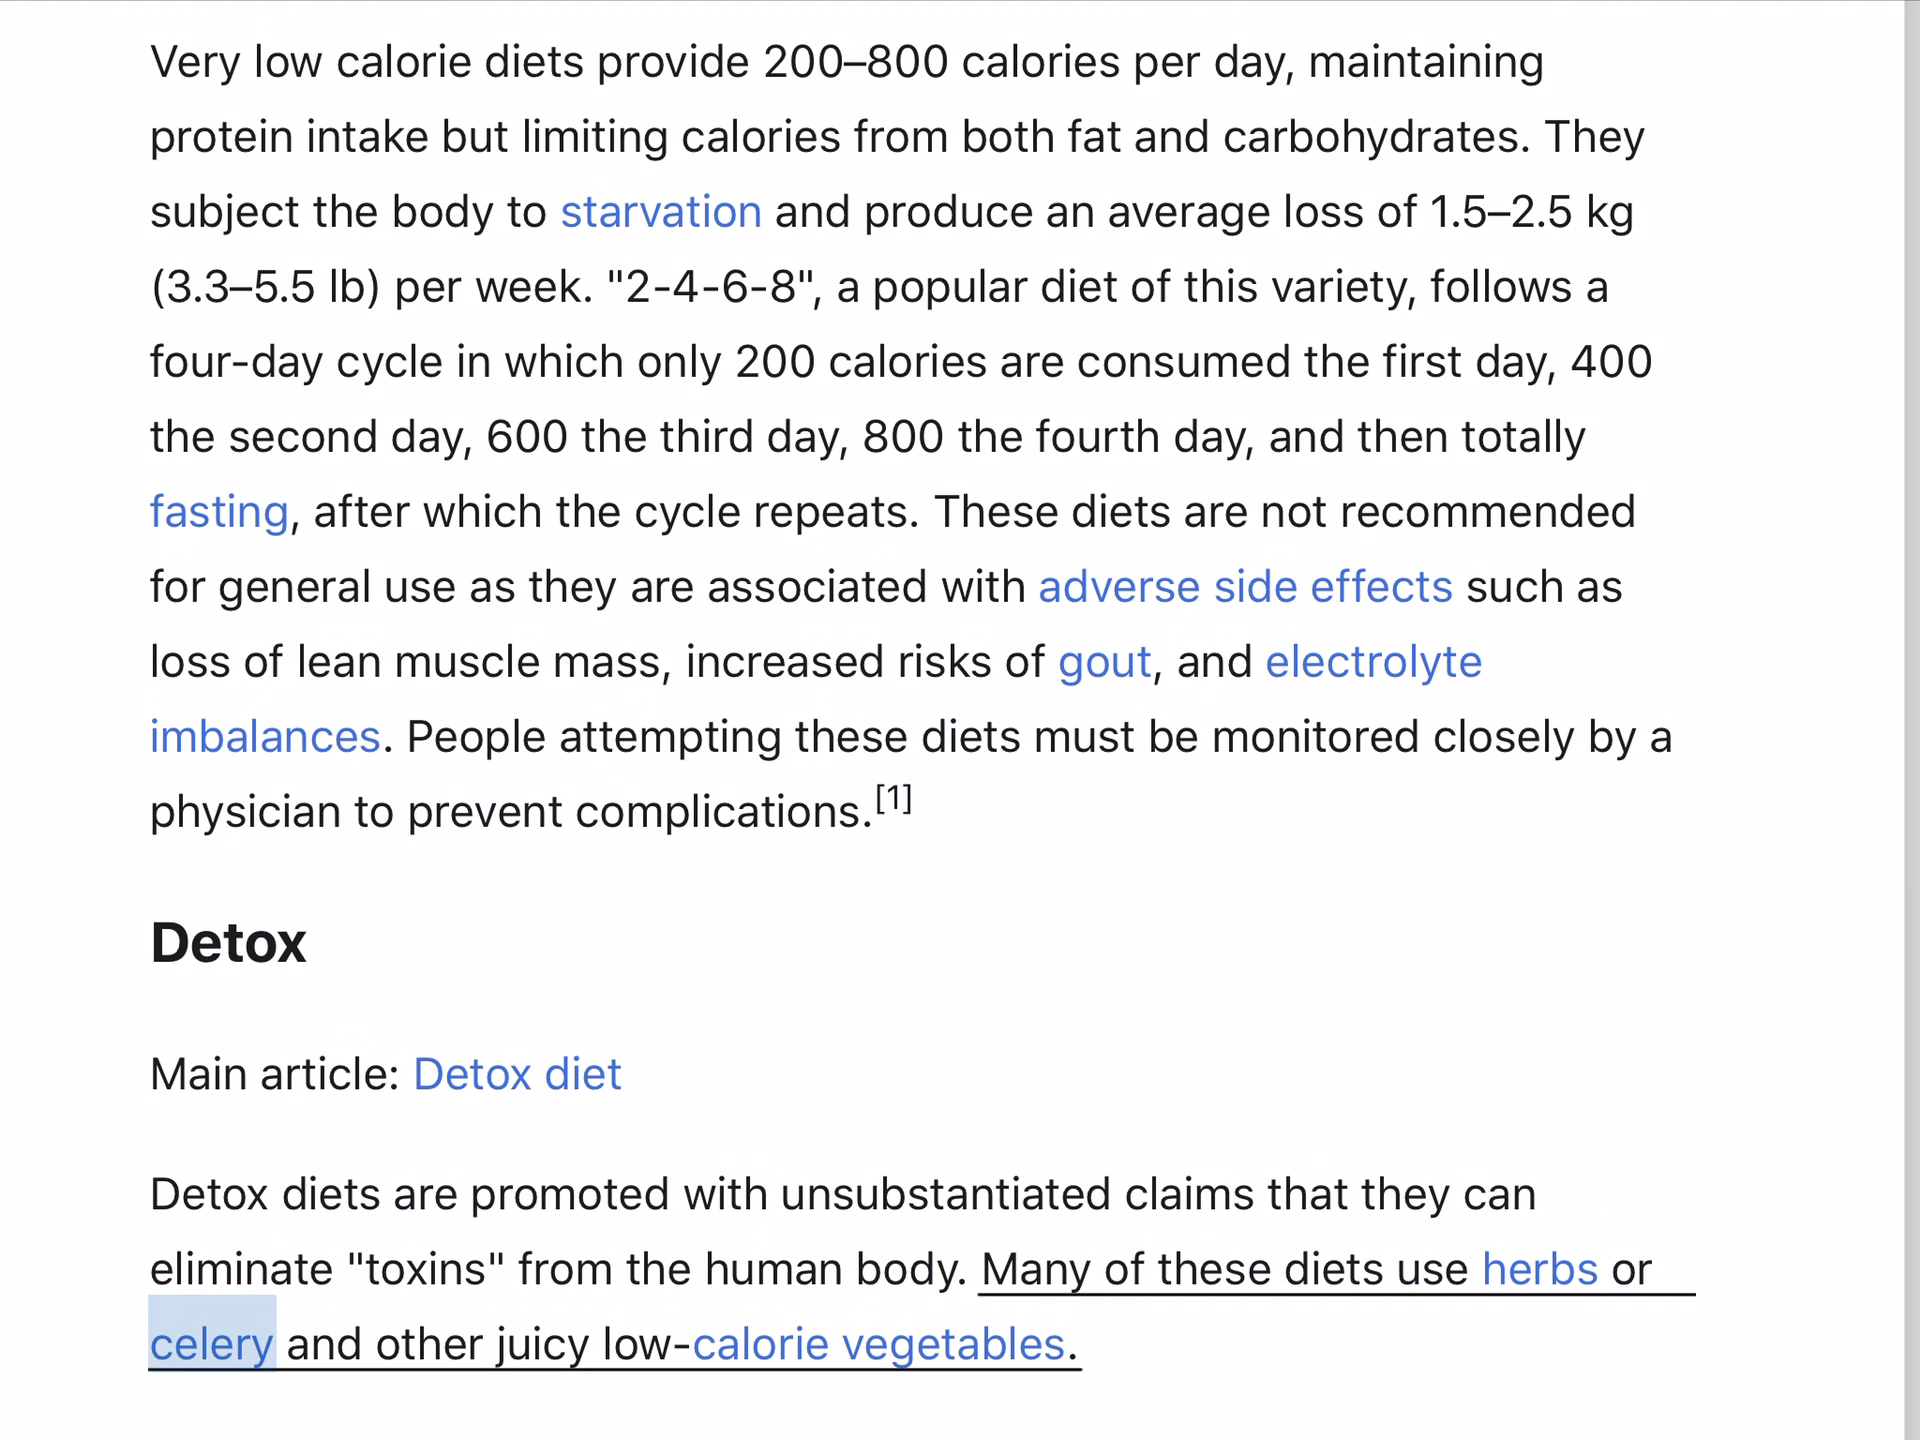 Very low calorie diets provide 200–800 calories per day, maintaining
protein intake but limiting calories from both fat and carbohydrates. They
subject the body to starvation and produce an average loss of 1.5–2.5 kg
(3.3–5.5 lb) per week. "2-4-6-8", a popular diet of this variety, follows a
four-day cycle in which only 200 calories are consumed the first day, 400
the second day, 600 the third day, 800 the fourth day, and then totally
fasting, after which the cycle repeats. These diets are not recommended
for general use as they are associated with adverse side effects such as
loss of lean muscle mass, increased risks of gout, and electrolyte
imbalances. People attempting these diets must be monitored closely by a
physician to prevent complications.[1]
Detox
Main article: Detox diet
Detox diets are promoted with unsubstantiated claims that they can
eliminate "toxins" from the human body. Many of these diets use herbs or
celery and other juicy low-calorie vegetables.